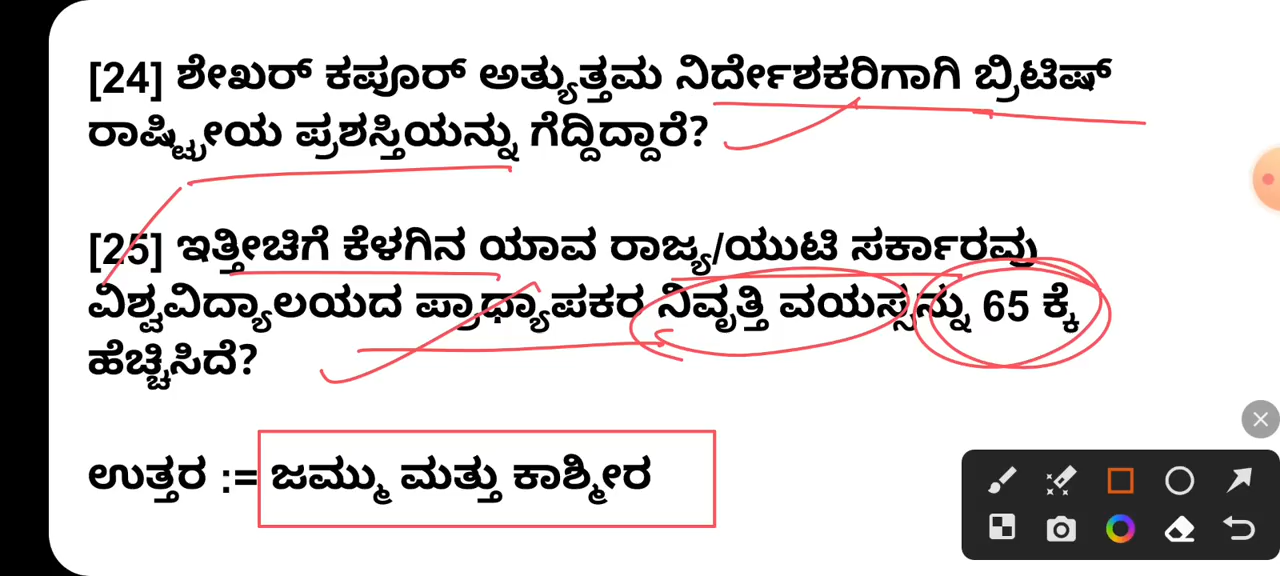 [24] ಶೇಖರ್ ಕಪೂರ್ ಅತ್ಯುತ್ತಮ ನಿರ್ದೇಶಕರಿಗಾಗಿ ಬ್ರಿಟಿಷ್
ರಾಷ್ಟ್ರೀಯ ಪ್ರಶಸ್ತಿಯನ್ನು ಗೆದ್ದಿದ್ದಾರೆ?
[25] ಇತ್ತೀಚಿಗೆ ಕೆಳಗಿನ ಯಾವ ರಾಜ್ಯ/ಯುಟಿ ಸರ್ಕಾರವು
ವಿಶ್ವವಿದ್ಯಾಲಯದ ಪ್ರಾಧ್ಯಾಪಕರ ನಿವೃತ್ತಿ ವಯಸ್ಸನ್ನು 65 ಕ್ಕೆ
ಹೆಚ್ಚಿಸಿದೆ?
ಉತ್ತರ := ಜಮ್ಮು ಮತ್ತು ಕಾಶ್ಮೀರ